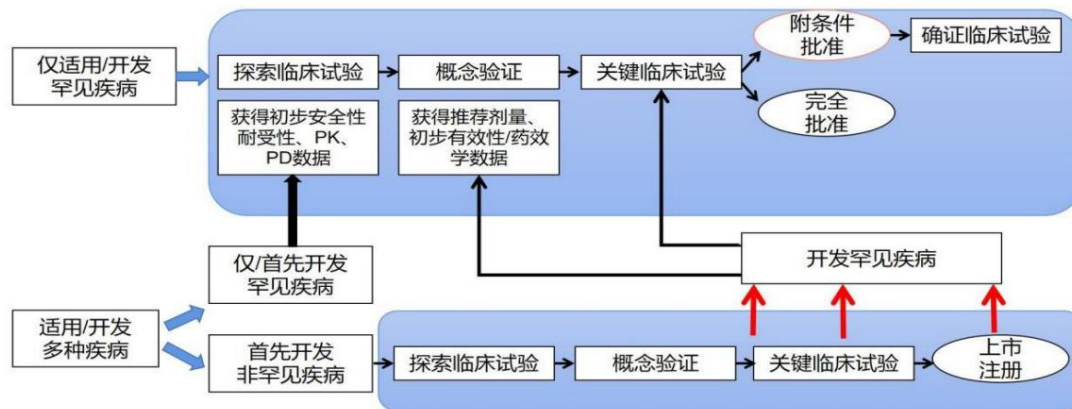 附条件
批准
确证临床试验
仅适用/开发
罕见疾病
探索临床试验
概念验证
关键临床试验
获得初步安全性
耐受性、PK、
PD数据
获得推荐剂量、
初步有效性/药效
学数据
完全
批准
仅/首先开发
罕见疾病
开发罕见疾病
适用/开发
多种疾病
首先开发
非罕见疾病
探索临床试验
概念验证
关键临床试验
上市
注册